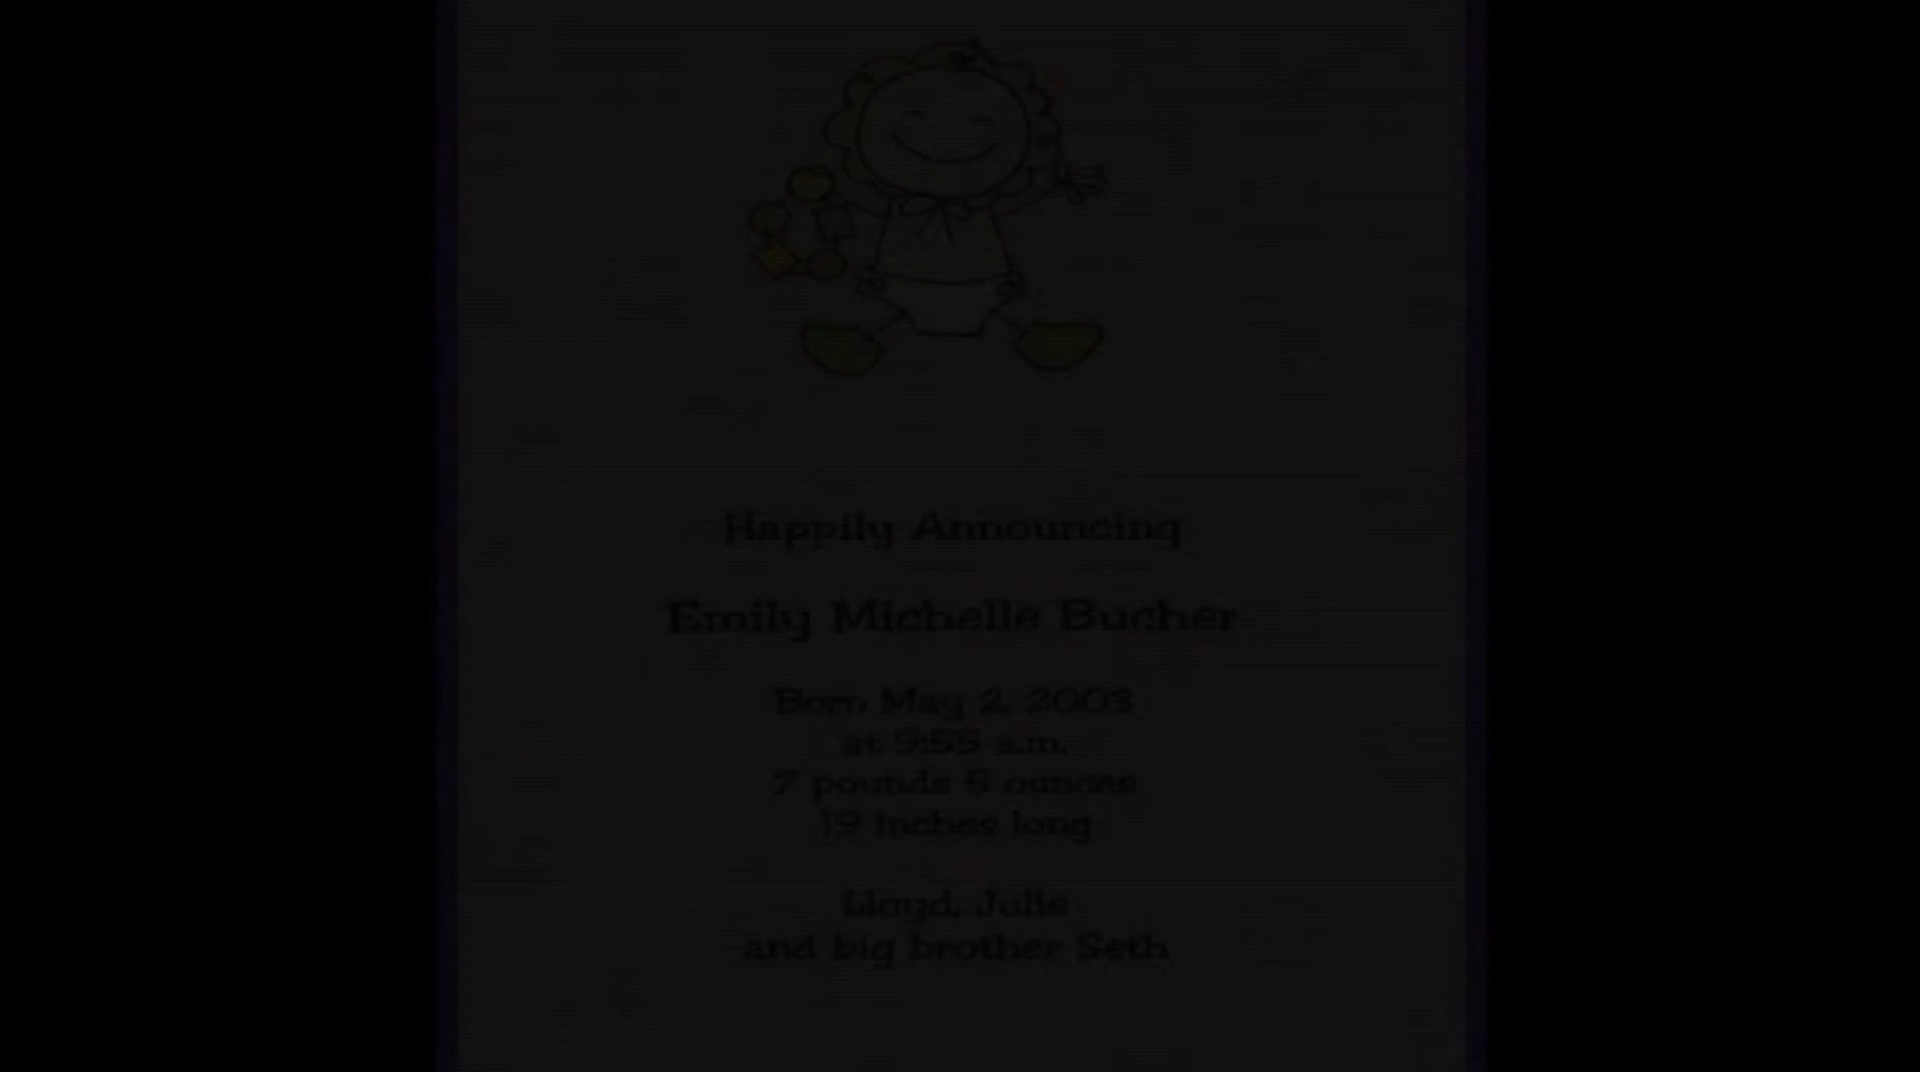 Happily Announcing
Emily Michelle Bucher
Born May 2, 2003
at 9:55 a.m.
7 pounds 5 ounces
19 inches long
Lloyd, Julie
and big brother Seth